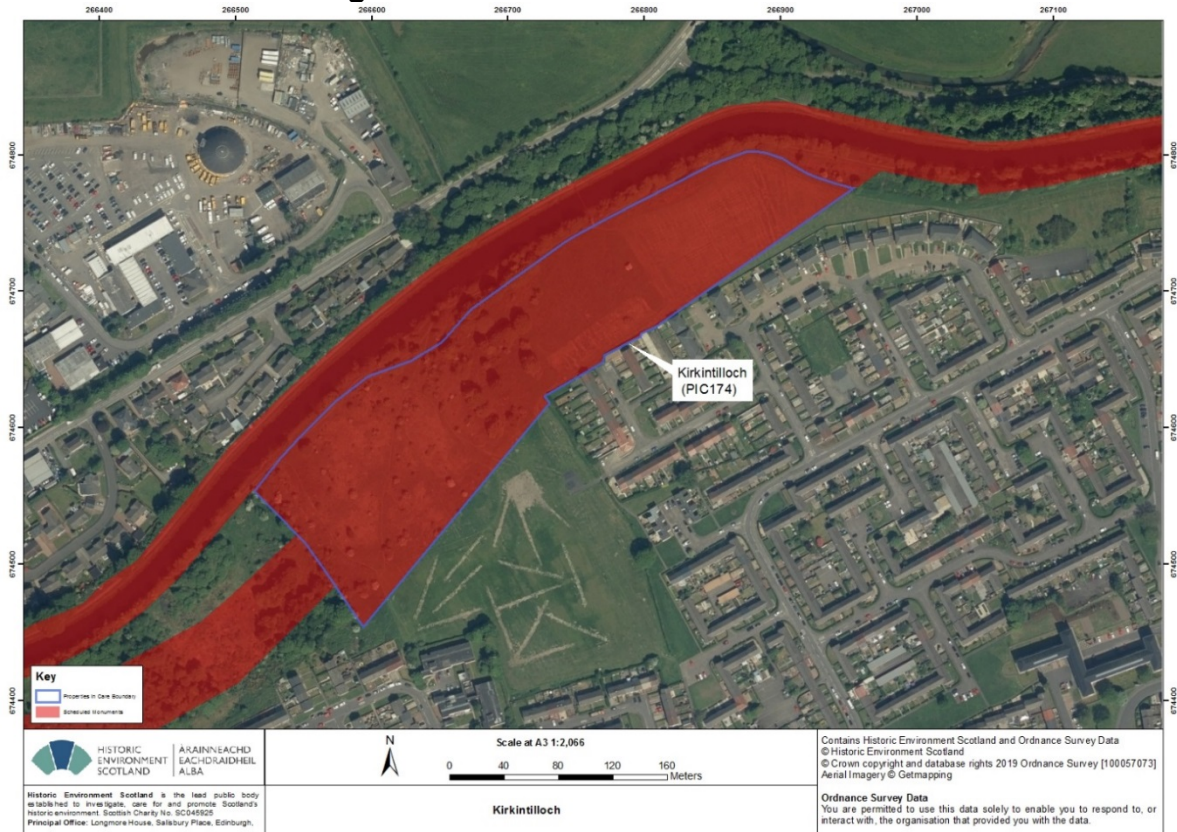 266400 266500 266600 266700 266800 266900 267000 267100
674800 674800
674700 674700
674600 674600
674500 674500
674400 674400
Kirkintilloch
(PIC174)
Key
Properties in Care Boundary
Scheduled Monuments
HISTORIC
ENVIRONMENT
SCOTLAND
ÀRAINNEACHD
EACHDRAIDHEIL
ALBA
Historic Environment Scotland is the lead public body
established to investigate, care for and promote Scotland's
historic environment. Scottish Charity No. SC045925
Principal Office: Longmore House, Salisbury Place, Edinburgh,
N
Scale at A3 1:2,066
0 40 80 120 160
Meters
Kirkintilloch
Contains Historic Environment Scotland and Ordnance Survey Data
© Historic Environment Scotland
© Crown copyright and database rights 2019 Ordnance Survey [100057073]
Aerial Imagery © Getmapping
Ordnance Survey Data
You are permitted to use this data solely to enable you to respond to, or
interact with, the organisation that provided you with the data.